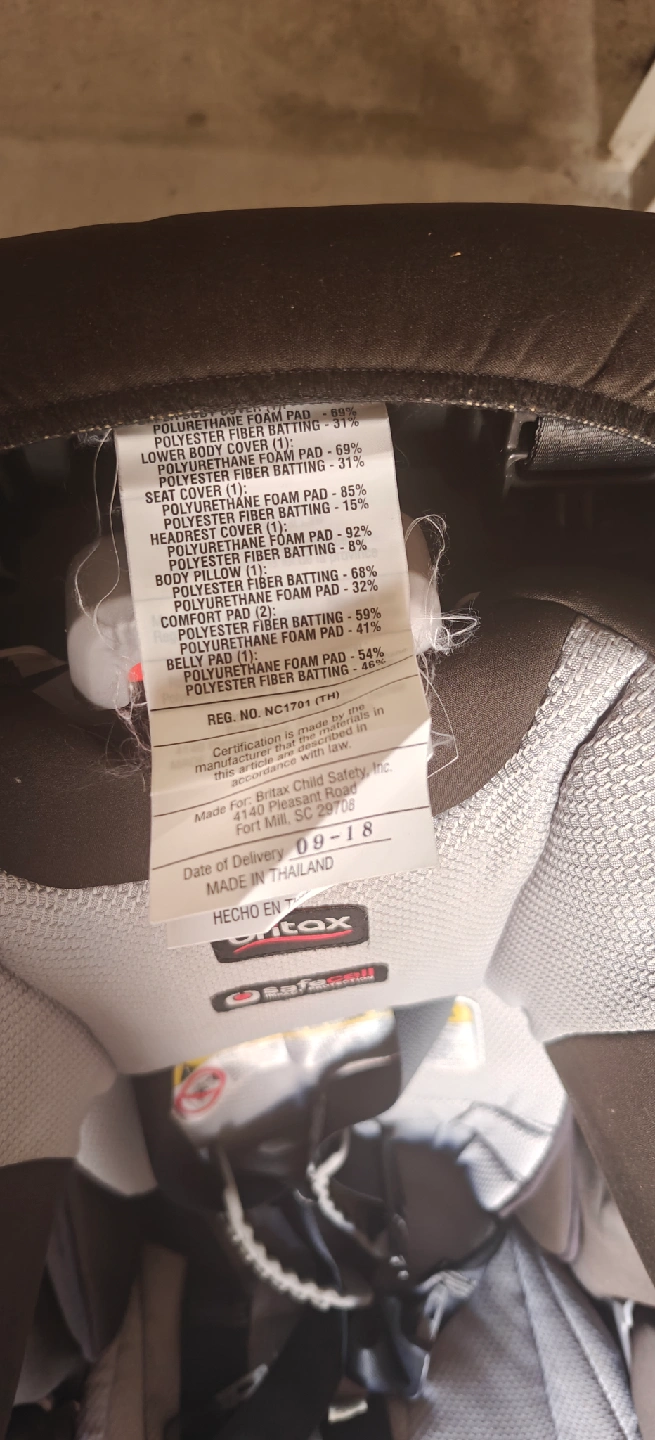 POLURETHANE FOAM PAD - 69%
POLYESTER FIBER BATTING - 31%
LOWER BODY COVER (1):
POLYURETHANE FOAM PAD - 69%
POLYESTER FIBER BATTING - 31%
SEAT COVER (1):
POLYURETHANE FOAM PAD - 85%
POLYESTER FIBER BATTING - 15%
HEADREST COVER (1):
POLYURETHANE FOAM PAD - 92%
POLYESTER FIBER BATTING - 8%
BODY PILLOW (1):
POLYESTER FIBER BATTING - 68%
POLYURETHANE FOAM PAD - 32%
COMFORT PAD (2):
POLYESTER FIBER BATTING - 59%
POLYURETHANE FOAM PAD - 41%
BELLY PAD (1):
POLYURETHANE FOAM PAD - 54%
POLYESTER FIBER BATTING - 46%
REG. NO. NC1701 (TH)
Certification is made by the
manufacturer that the materials in
this article are described in
accordance with law.
Made For: Britax Child Safety, Inc.
4140 Pleasant Road
Fort Mill, SC 29708
Date of Delivery 09-18
MADE IN THAILAND
HECHO EN
britax
safecell